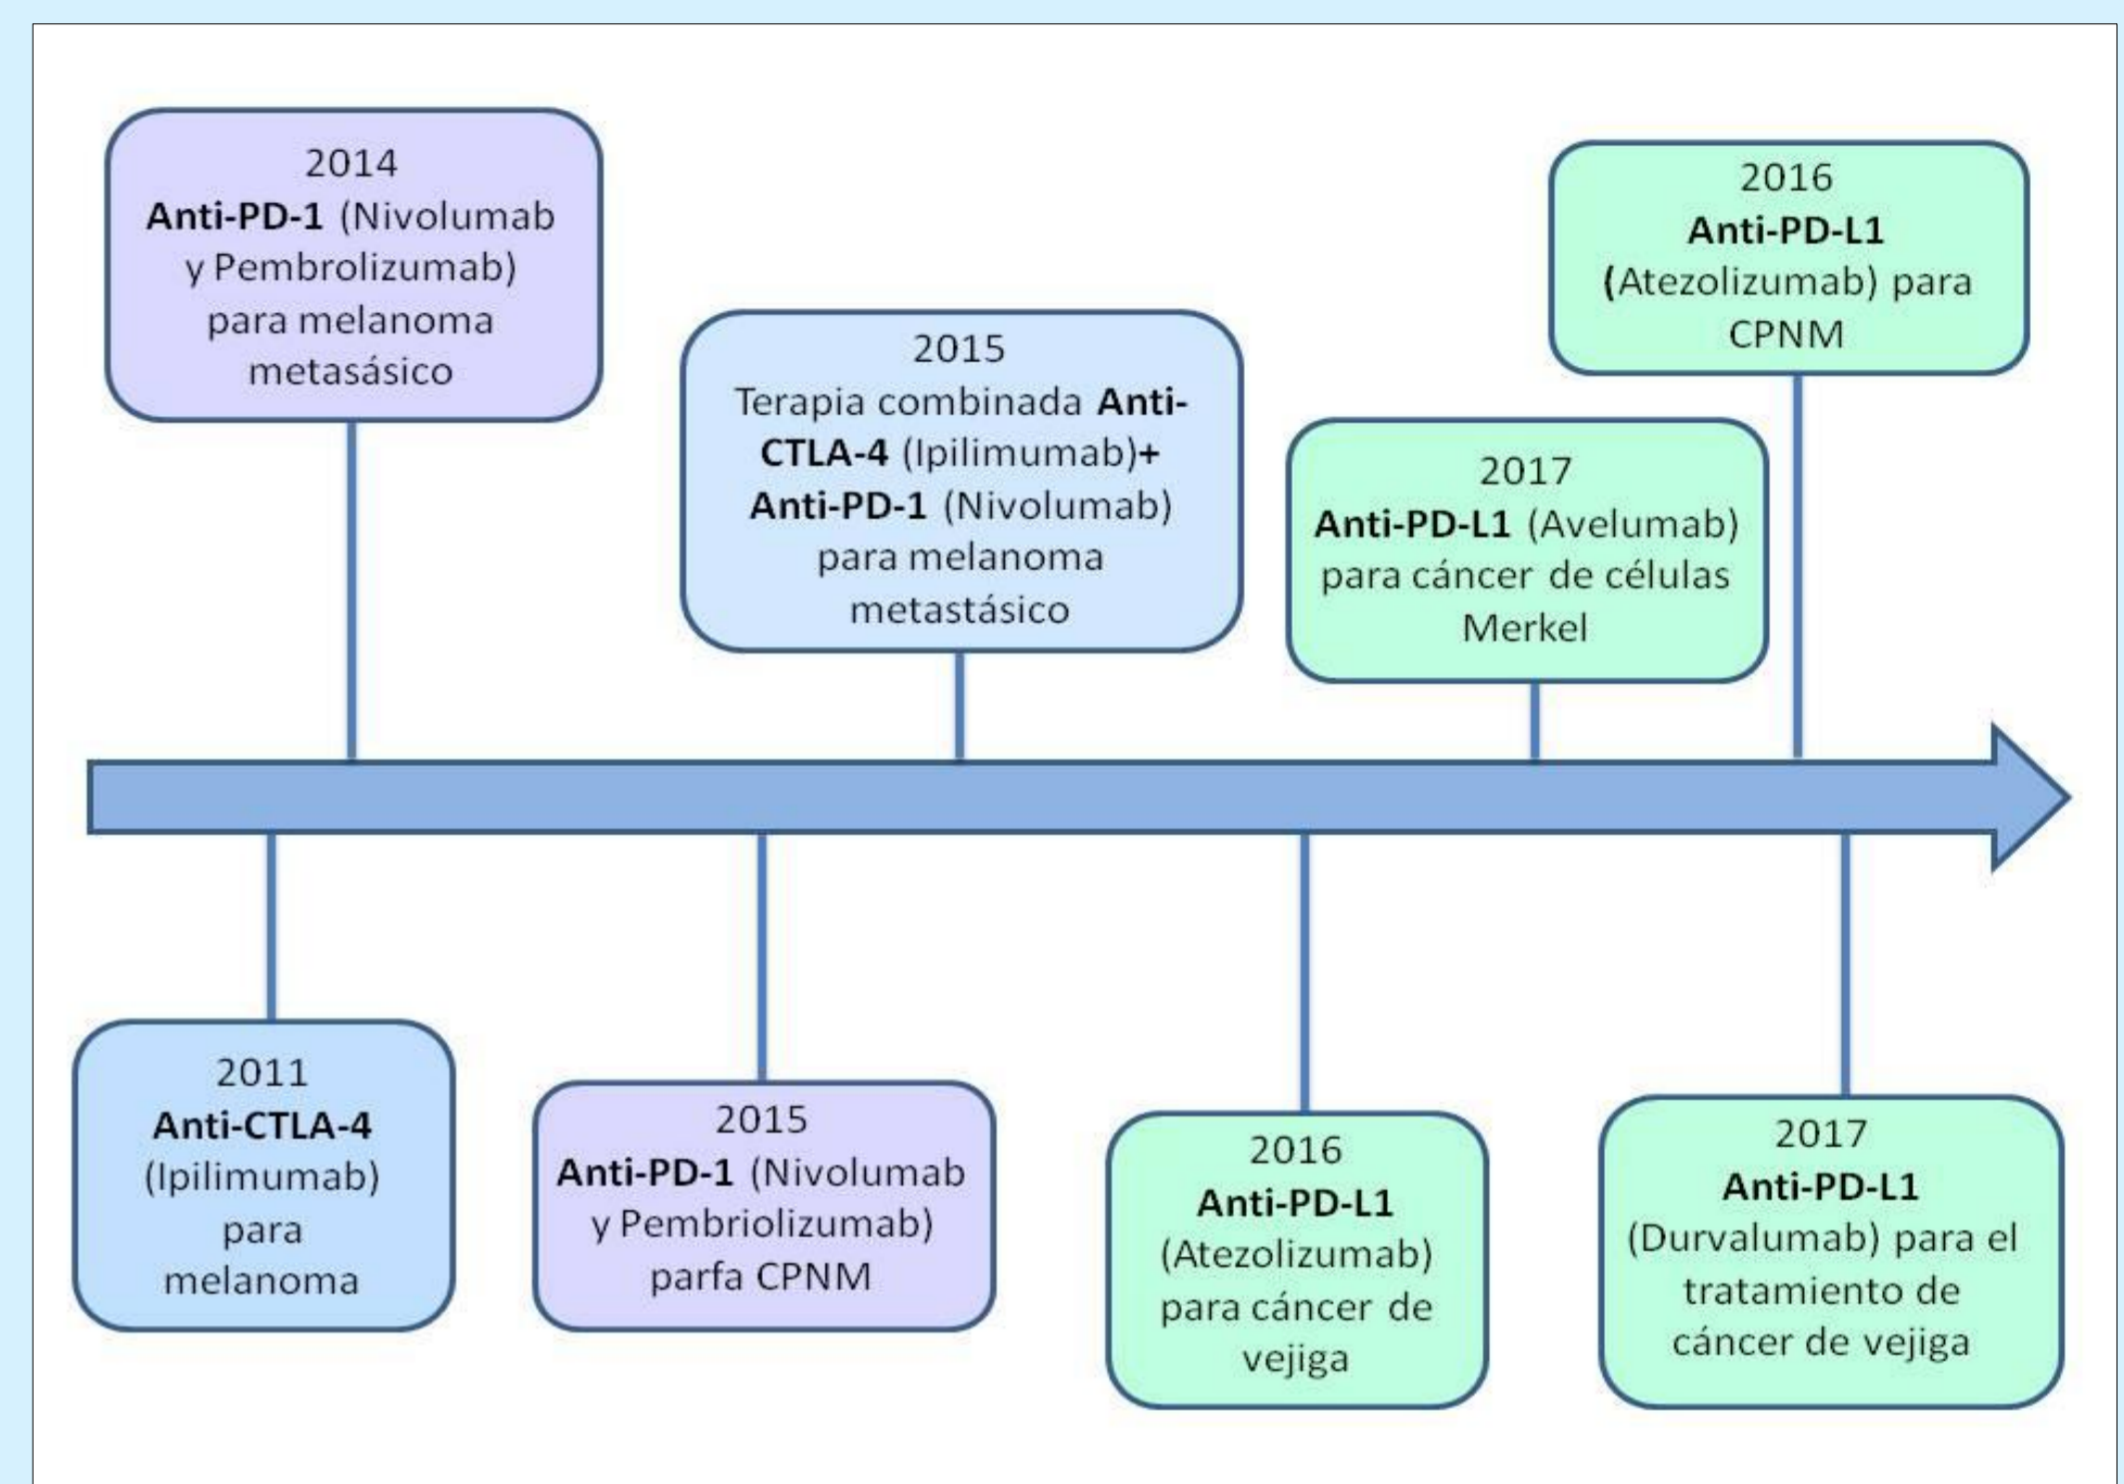 2014
Anti-PD-1 (Nivolumab
y Pembrolizumab)
para melanoma
metasásico
2015
Terapia combinada Anti-
CTLA-4 (Ipilimumab)+
Anti-PD-1 (Nivolumab)
para melanoma
metastásico
2017
Anti-PD-L1 (Avelumab)
para cáncer de células
Merkel
2016
Anti-PD-L1
(Atezolizumab) para
CPNM
2011
Anti-CTLA-4
(Ipilimumab)
para
melanoma
2015
Anti-PD-1 (Nivolumab
y Pembriolizumab)
parfa CPNM
2016
Anti-PD-L1
(Atezolizumab)
para cáncer de
vejiga
2017
Anti-PD-L1
(Durvalumab) para el
tratamiento de
cáncer de vejiga